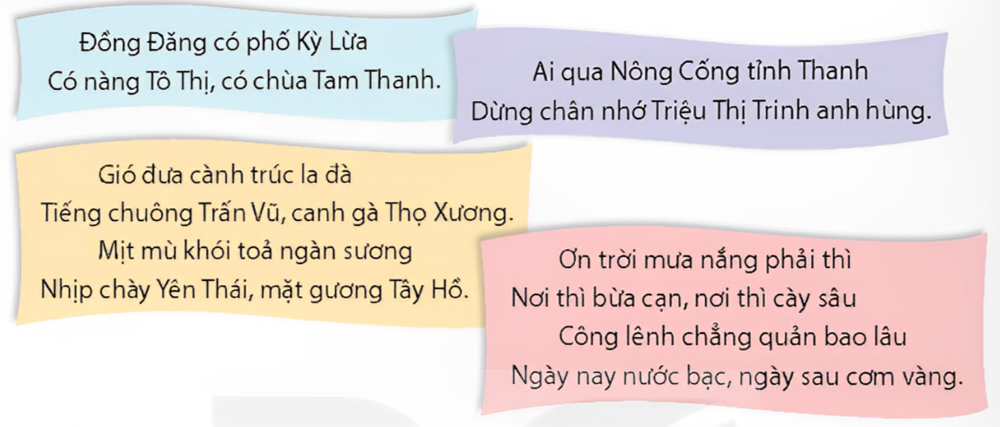 Đồng Đăng có phố Kỳ Lừa
Có nàng Tô Thị, có chùa Tam Thanh.
Ai qua Nông Cống tỉnh Thanh
Dừng chân nhớ Triệu Thị Trinh anh hùng.
Gió đưa cành trúc la đà
Tiếng chuông Trấn Vũ, canh gà Thọ Xương.
Mịt mù khói toả ngàn sương
Nhịp chày Yên Thái, mặt gương Tây Hồ.
Ơn trời mưa nắng phải thì
Nơi thì bừa cạn, nơi thì cày sâu
Công lênh chẳng quản bao lâu
Ngày nay nước bạc, ngày sau cơm vàng.